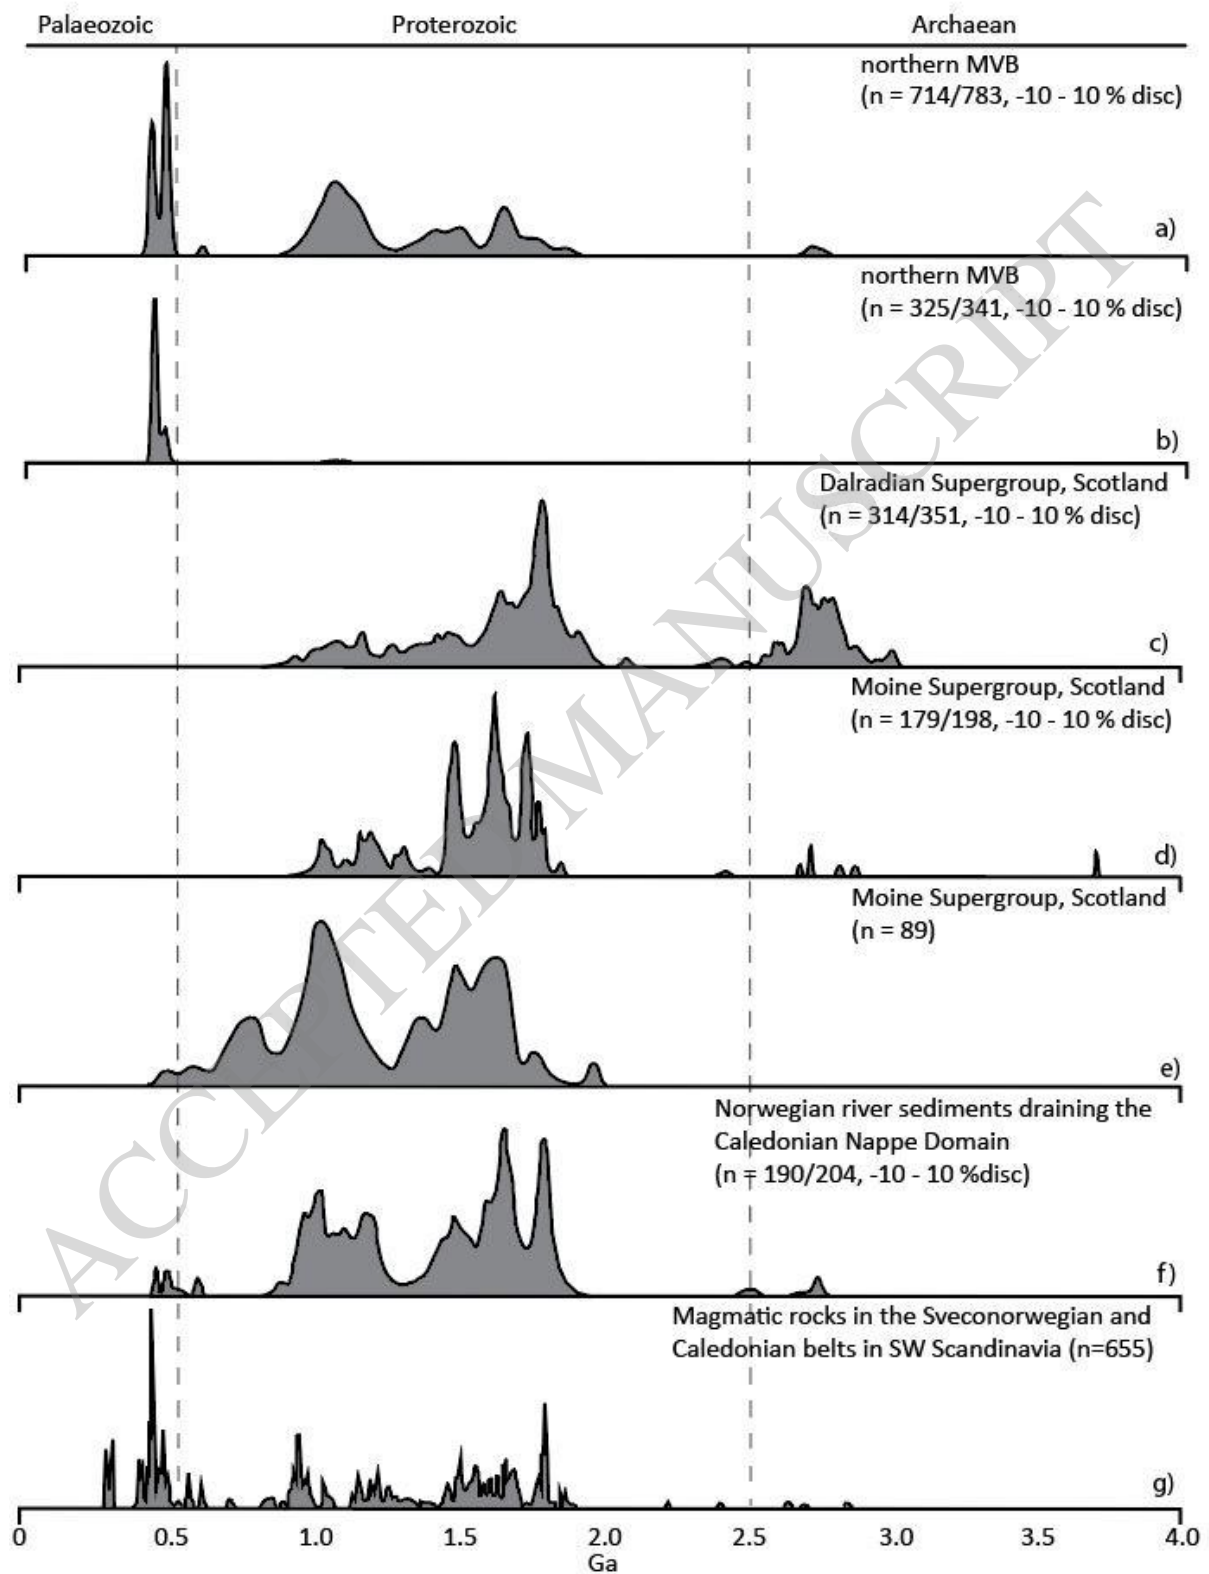 Palaeozoic Proterozoic Archaean
northern MVB
(n = 714/783, -10 - 10 % disc)
a)
northern MVB
(n = 325/341, -10 - 10 % disc)
b)
Dalradian Supergroup, Scotland
(n = 314/351, -10 - 10 % disc)
c)
Moine Supergroup, Scotland
(n = 179/198, -10 - 10 % disc)
d)
Moine Supergroup, Scotland
(n = 89)
e)
Norwegian river sediments draining the
Caledonian Nappe Domain
(n = 190/204, -10 - 10 %disc)
f)
Magmatic rocks in the Sveconorwegian and
Caledonian belts in SW Scandinavia (n=655)
g)
0 0.5 1.0 1.5 2.0 2.5 3.0 3.5 4.0
Ga
ACCEPTED MANUSCRIPT